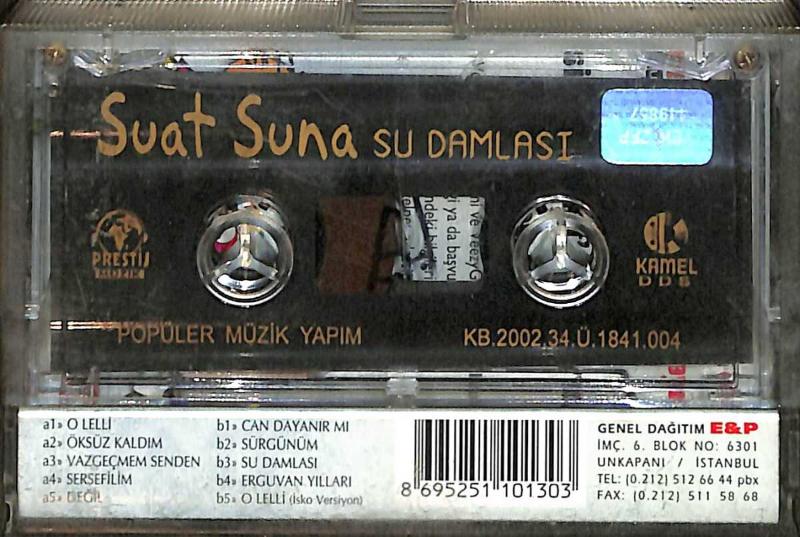 Suat Suna SU DAMLASI
119857
PRESTİJ
MÜZİK
KAMEL
DDS
POPÜLER MÜZİK YAPIM
KB.2002.34.Ü.1841.004
a1» O LELLİ
a2» ÖKSÜZ KALDIM
a3» VAZGEÇMEM SENDEN
a4» SERSEFİLİM
a5» DEĞİL
b1» CAN DAYANIR MI
b2» SÜRGÜNÜM
b3» SU DAMLASI
b4» ERGUVAN YILLARI
b5» O LELLİ (İsko Versiyon)
8 695251 101303
GENEL DAĞITIM E&P
İMÇ. 6. BLOK NO: 6301
UNKAPANI / İSTANBUL
TEL: (0.212) 512 66 44 pbx
FAX: (0.212) 511 58 68